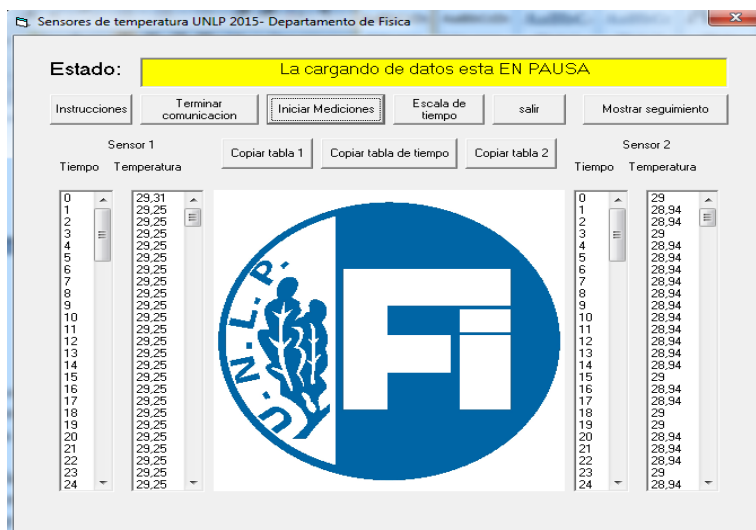 Sensores de temperatura UNLP 2015- Departamento de Fisica
Estado: La cargando de datos esta EN PAUSA
Instrucciones Terminar comunicacion Iniciar Mediciones Escala de tiempo salir Mostrar seguimiento
Sensor 1 Copiar tabla 1 Copiar tabla de tiempo Copiar tabla 2 Sensor 2
Tiempo Temperatura Tiempo Temperatura
0 29,31 0 29
1 29,25 1 28,94
2 29,25 2 29
3 29,25 3 29
4 29,25 4 28,94
5 29,25 5 28,94
6 29,25 6 28,94
7 29,25 7 28,94
8 29,25 8 28,94
9 29,25 9 28,94
10 29,25 10 28,94
11 29,25 11 28,94
12 29,25 12 28,94
13 29,25 13 28,94
14 29,25 14 28,94
15 29,25 15 29
16 29,25 16 28,94
17 29,25 17 28,94
18 29,25 18 29
19 29,25 19 29
20 29,25 20 28,94
21 29,25 21 28,94
22 29,25 22 28,94
23 29,25 23 29
24 29,25 24 28,94
U.N.L.P.
Fi